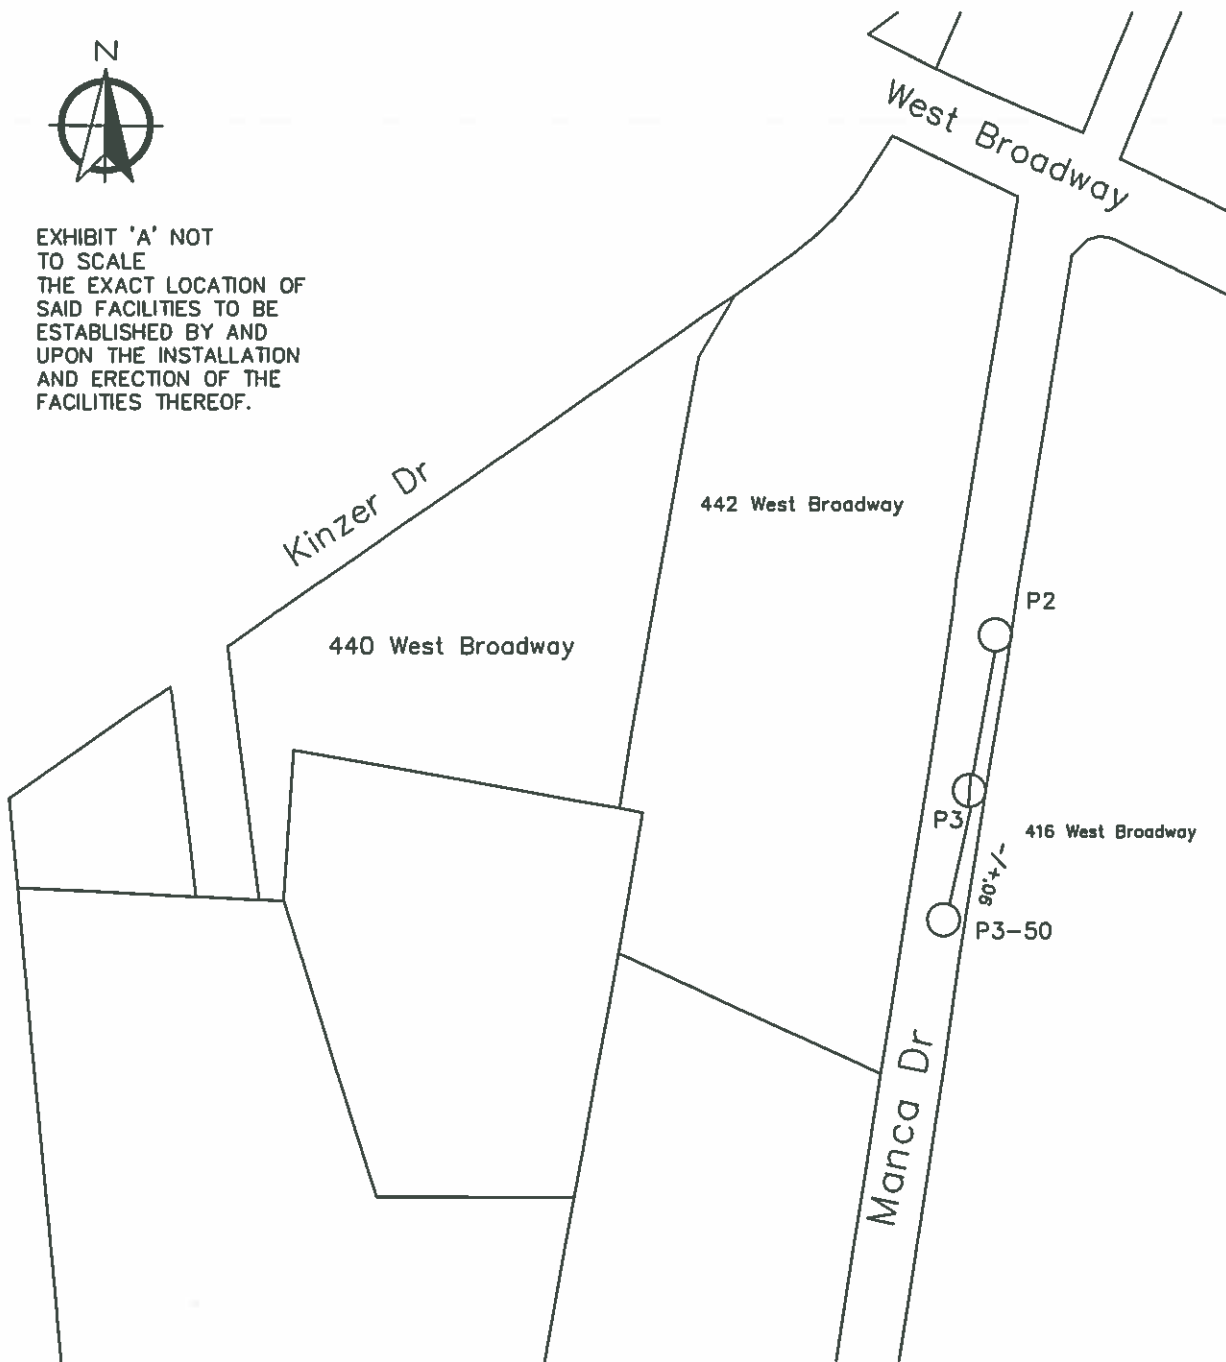 N
West Broadway
EXHIBIT 'A' NOT
TO SCALE
THE EXACT LOCATION OF
SAID FACILITIES TO BE
ESTABLISHED BY AND
UPON THE INSTALLATION
AND ERECTION OF THE
FACILITIES THEREOF.
Kinzer Dr
442 West Broadway
P2
440 West Broadway
P3
416 West Broadway
90'+/-
P3-50
Manca Dr